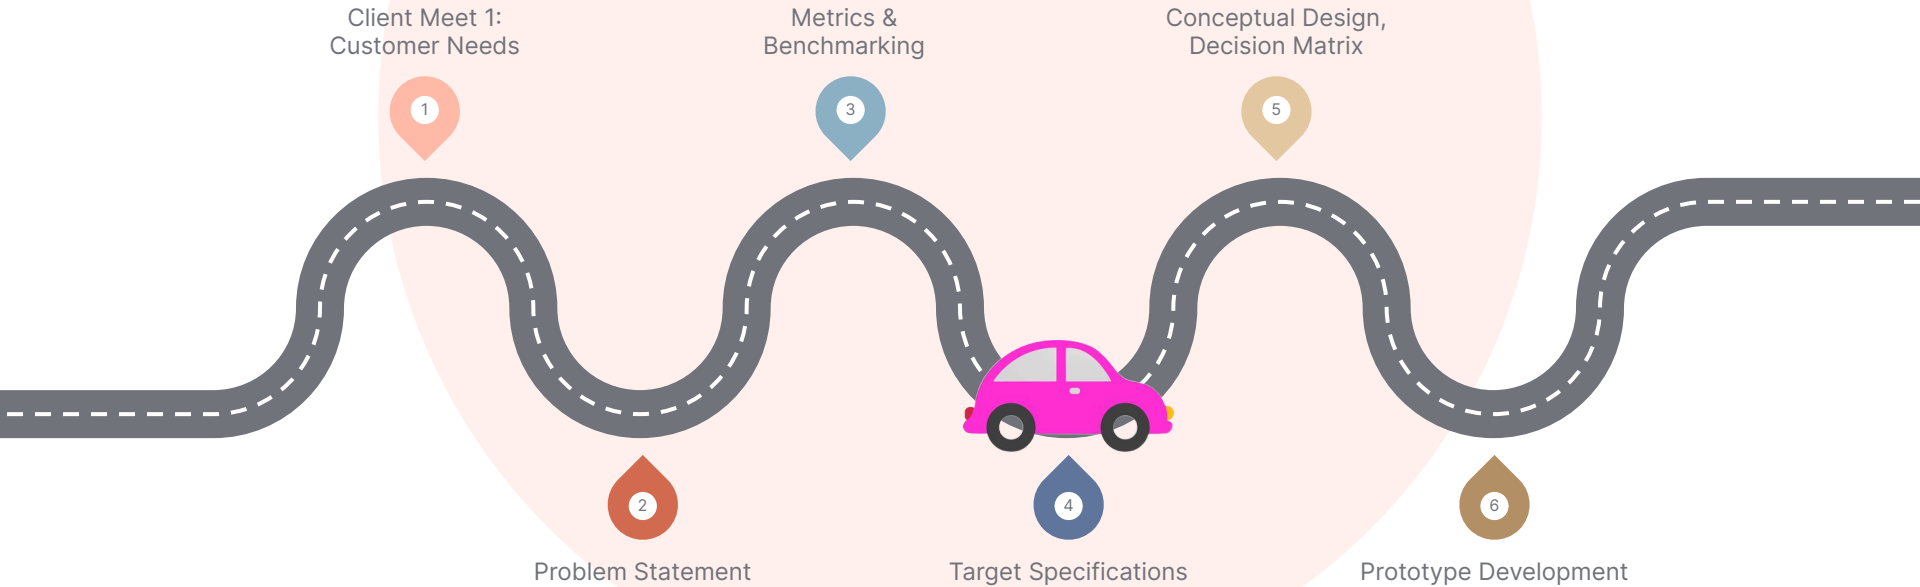 Client Meet 1:
Customer Needs
1
2
Problem Statement
Metrics &
Benchmarking
3
4
Target Specifications
Conceptual Design,
Decision Matrix
5
6
Prototype Development